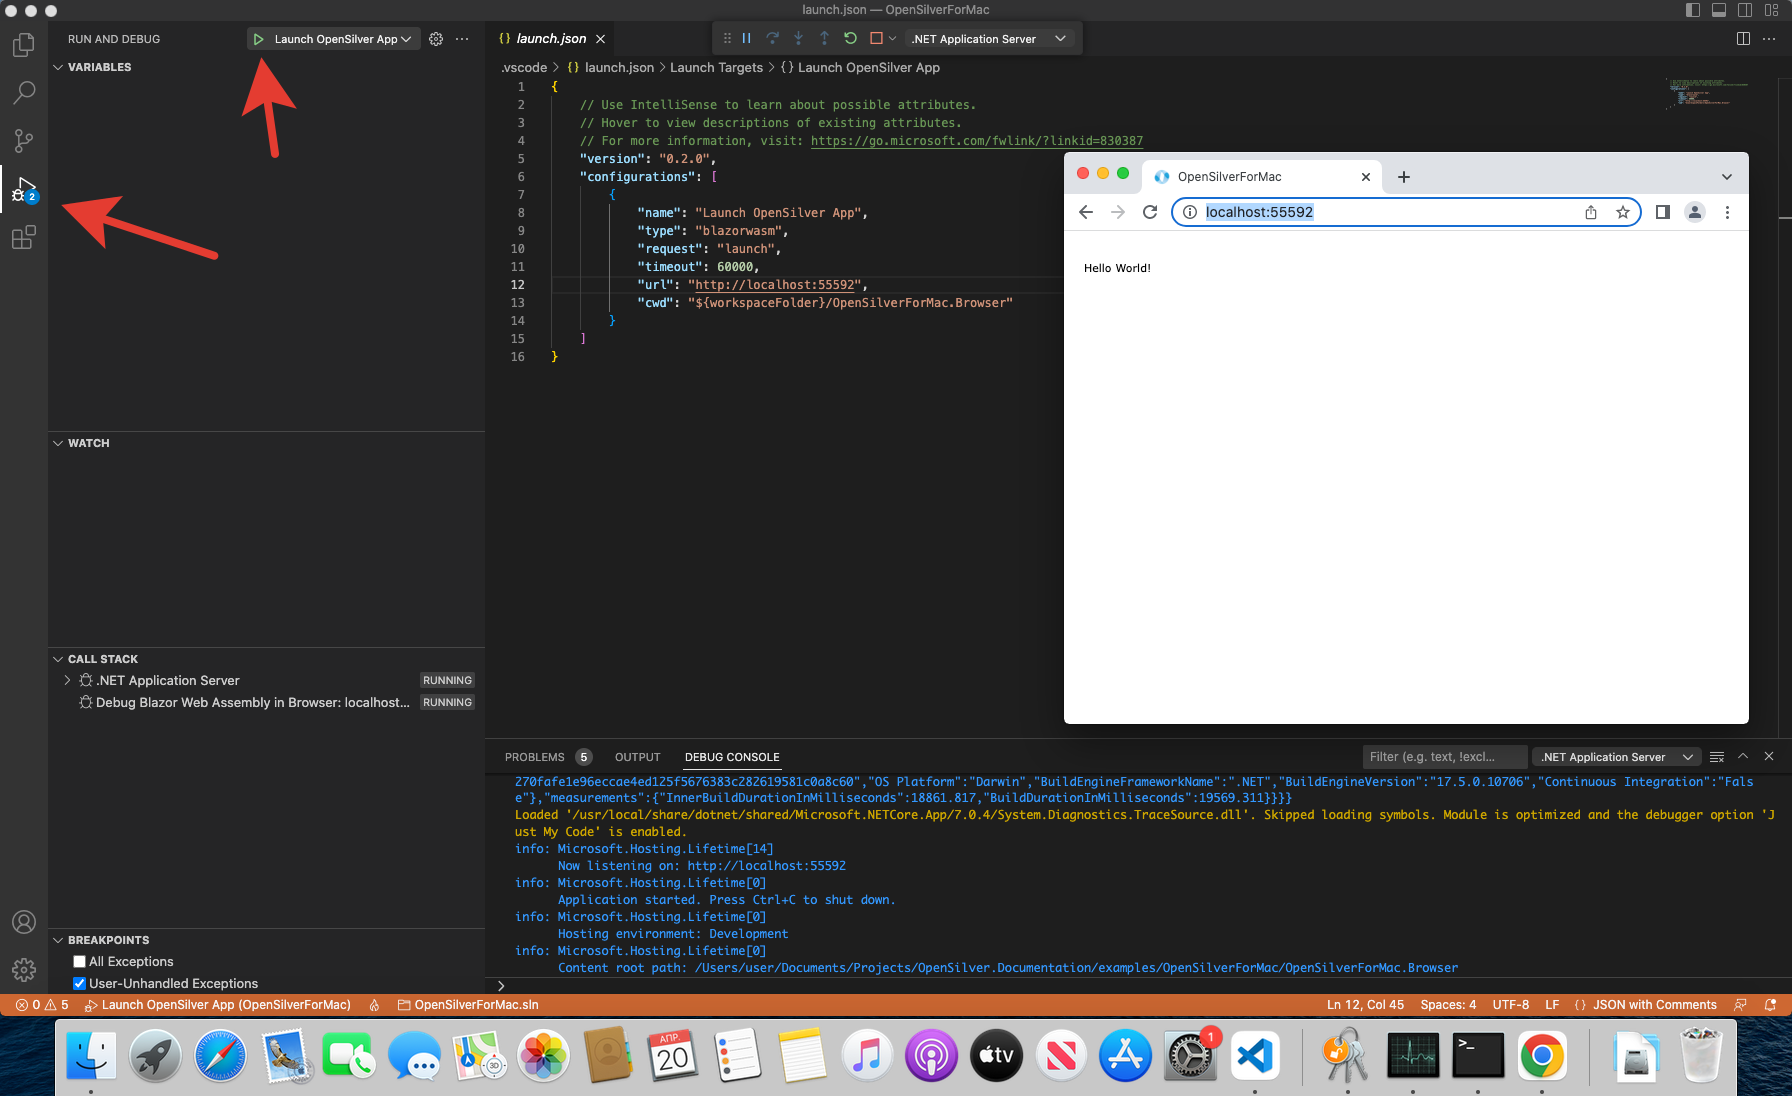 launch.json — OpenSilverForMac
RUN AND DEBUG
Launch OpenSilver App
launch.json
.NET Application Server
VARIABLES
.vscode > {} launch.json > Launch Targets > {} Launch OpenSilver App
1 {
2 // Use IntelliSense to learn about possible attributes.
3 // Hover to view descriptions of existing attributes.
4 // For more information, visit: https://go.microsoft.com/fwlink/?linkid=830387
5 "version": "0.2.0",
6 "configurations": [
7 {
8 "name": "Launch OpenSilver App",
9 "type": "blazorwasm",
10 "request": "launch",
11 "timeout": 60000,
12 "url": "http://localhost:55592",
13 "cwd": "${workspaceFolder}/OpenSilverForMac.Browser"
14 }
15 ]
16 }
2
OpenSilverForMac
localhost:55592
Hello World!
WATCH
CALL STACK
.NET Application Server RUNNING
Debug Blazor Web Assembly in Browser: localhost... RUNNING
BREAKPOINTS
All Exceptions
User-Unhandled Exceptions
PROBLEMS 5 OUTPUT DEBUG CONSOLE
Filter (e.g. text, !excl...
.NET Application Server
270fafe1e96eccae4ed125f5676383c282619581c0a8c60","OS Platform":"Darwin","BuildEngineFrameworkName":".NET","BuildEngineVersion":"17.5.0.10706","Continuous Integration":"Fals
e"},"measurements":{"InnerBuildDurationInMilliseconds":18861.817,"BuildDurationInMilliseconds":19569.311}}}}
Loaded '/usr/local/share/dotnet/shared/Microsoft.NETCore.App/7.0.4/System.Diagnostics.TraceSource.dll'. Skipped loading symbols. Module is optimized and the debugger option 'J
ust My Code' is enabled.
info: Microsoft.Hosting.Lifetime[14]
Now listening on: http://localhost:55592
info: Microsoft.Hosting.Lifetime[0]
Application started. Press Ctrl+C to shut down.
info: Microsoft.Hosting.Lifetime[0]
Hosting environment: Development
info: Microsoft.Hosting.Lifetime[0]
Content root path: /Users/user/Documents/Projects/OpenSilver.Documentation/examples/OpenSilverForMac/OpenSilverForMac.Browser
0 5 Launch OpenSilver App (OpenSilverForMac) OpenSilverForMac.sln
Ln 12, Col 45 Spaces: 4 UTF-8 LF {} JSON with Comments
3D
АПР.
20
tv
1
>_